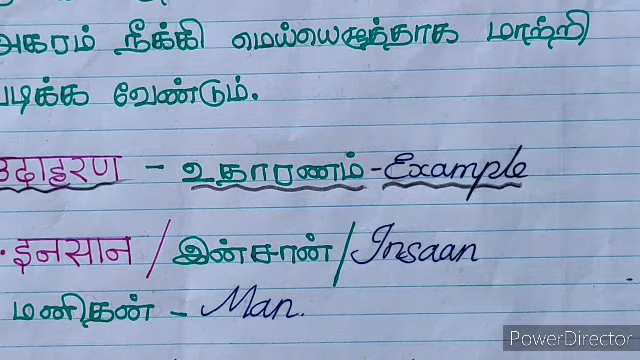 அகரம் நீக்கி மெய்யெழுத்தாக மாற்றி
படிக்க வேண்டும்.
उदाहरण - உதாரணம் - Example
· इनसान / இன்சான் / Insaan
மனிதன் - Man.
PowerDirector